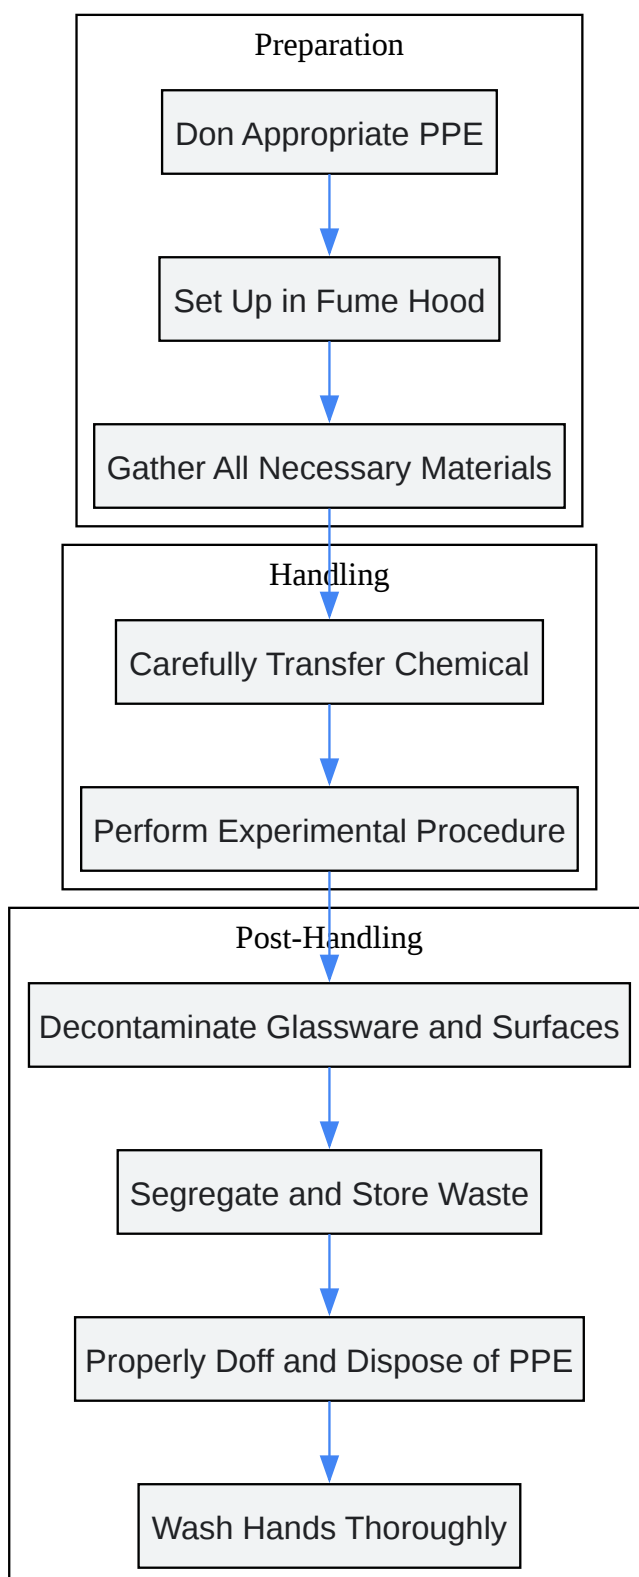 Preparation
Don Appropriate PPE
Set Up in Fume Hood
Gather All Necessary Materials
Handling
Carefully Transfer Chemical
Perform Experimental Procedure
Post-Handling
Decontaminate Glassware and Surfaces
Segregate and Store Waste
Properly Doff and Dispose of PPE
Wash Hands Thoroughly